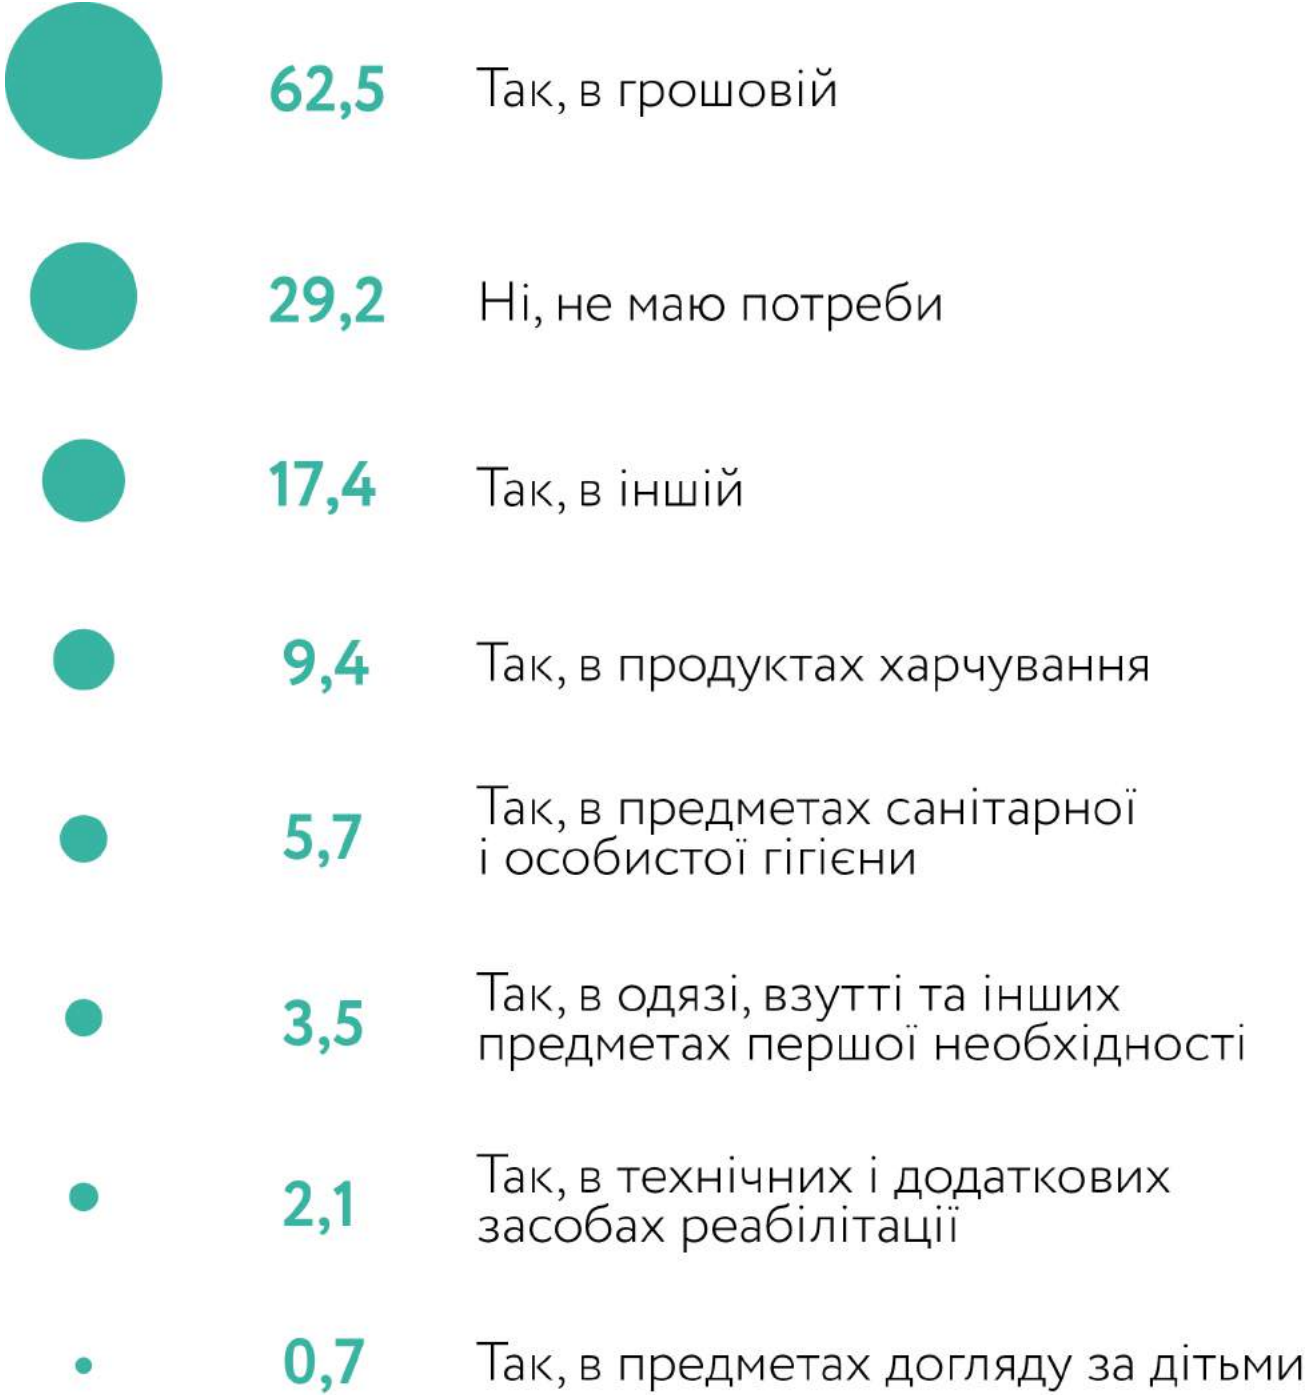 62,5 Так, в грошовій
29,2 Ні, не маю потреби
17,4 Так, в іншій
9,4 Так, в продуктах харчування
5,7 Так, в предметах санітарної
і особистої гігієни
3,5 Так, в одязі, взутті та інших
предметах першої необхідності
2,1 Так, в технічних і додаткових
засобах реабілітації
0,7 Так, в предметах догляду за дітьми